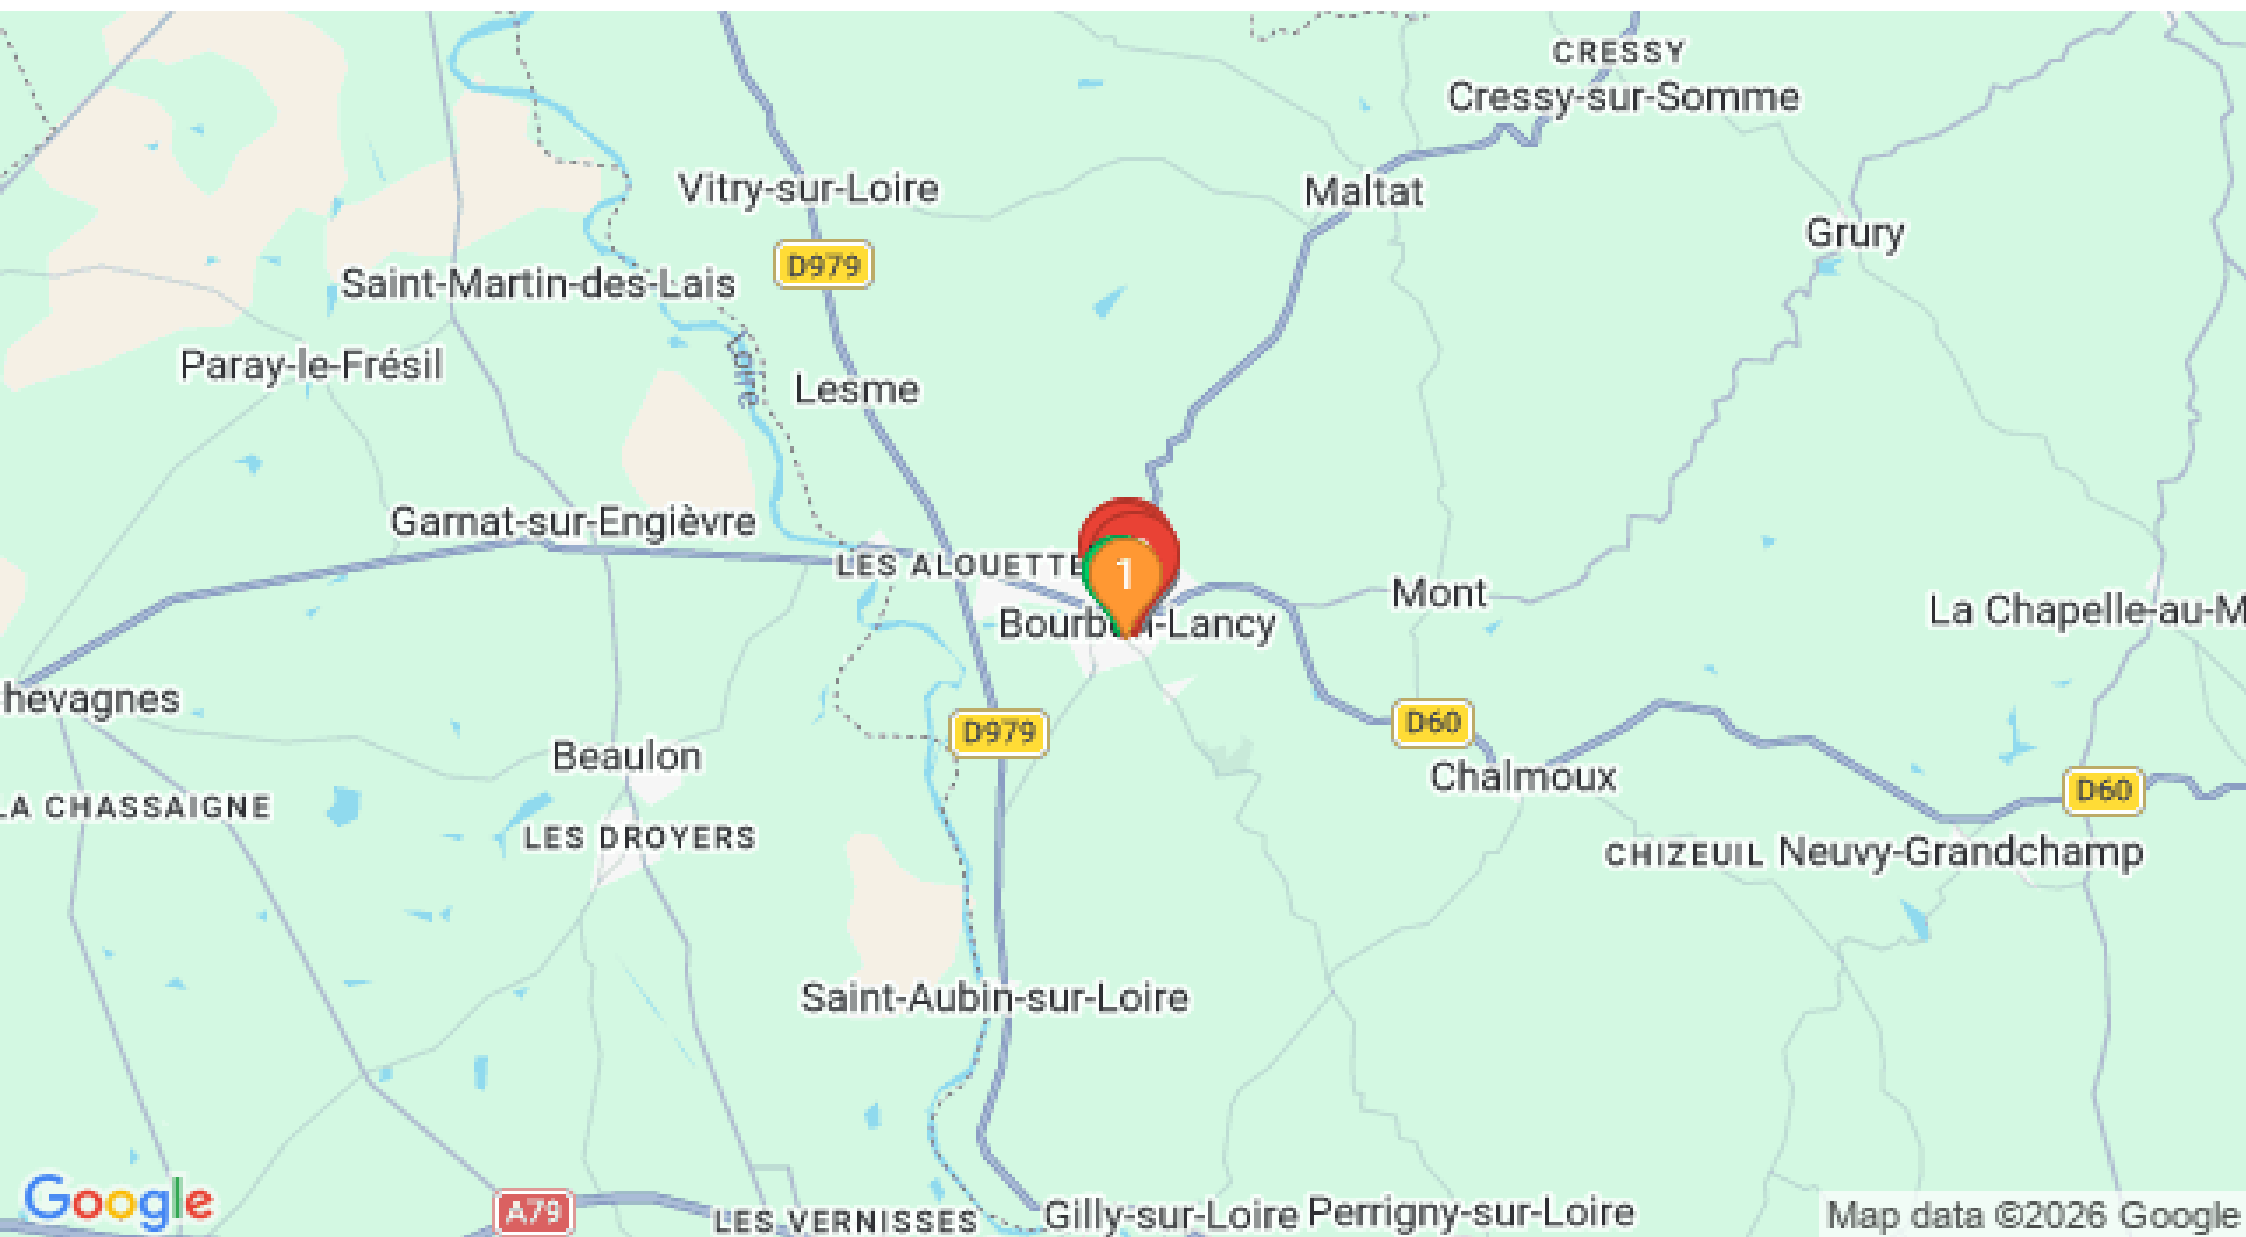 CRESSY
Cressy-sur-Somme
Vitry-sur-Loire
Maltat
Grury
D979
Saint-Martin-des-Lais
Loire
Paray-le-Frésil
Lesme
Garnat-sur-Engièvre
LES ALOUETTE
1
Mont
Bourb
-Lancy
La Chapelle-au-M
hevagnes
D60
D979
Beaulon
Chalmoux
D60
LA CHASSAIGNE
LES DROYERS
CHIZEUIL
Neuvy-Grandchamp
Saint-Aubin-sur-Loire
Google
A79
LES VERNISSES
Gilly-sur-Loire
Perrigny-sur-Loire
Map data ©2026 Google